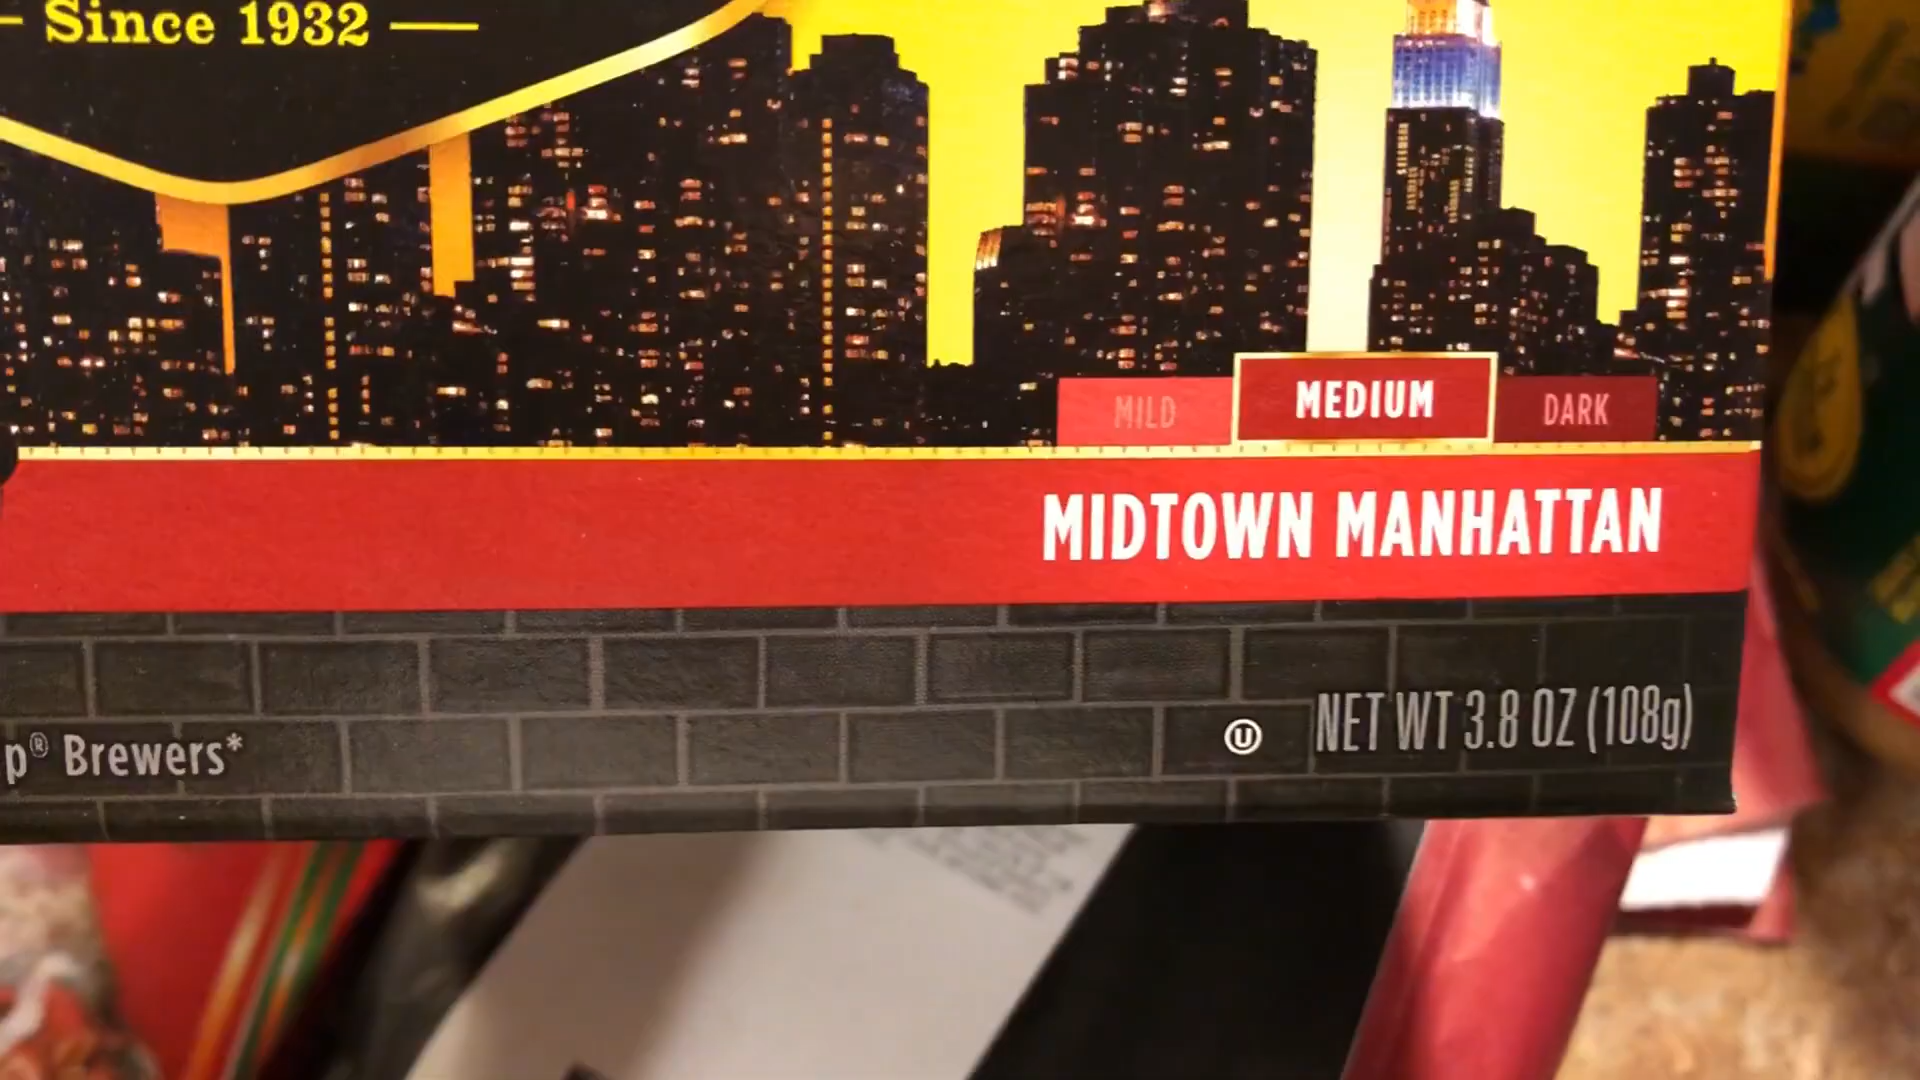 Since 1932
MILD MEDIUM DARK
MIDTOWN MANHATTAN
p® Brewers*
U NET WT 3.8 OZ (108g)